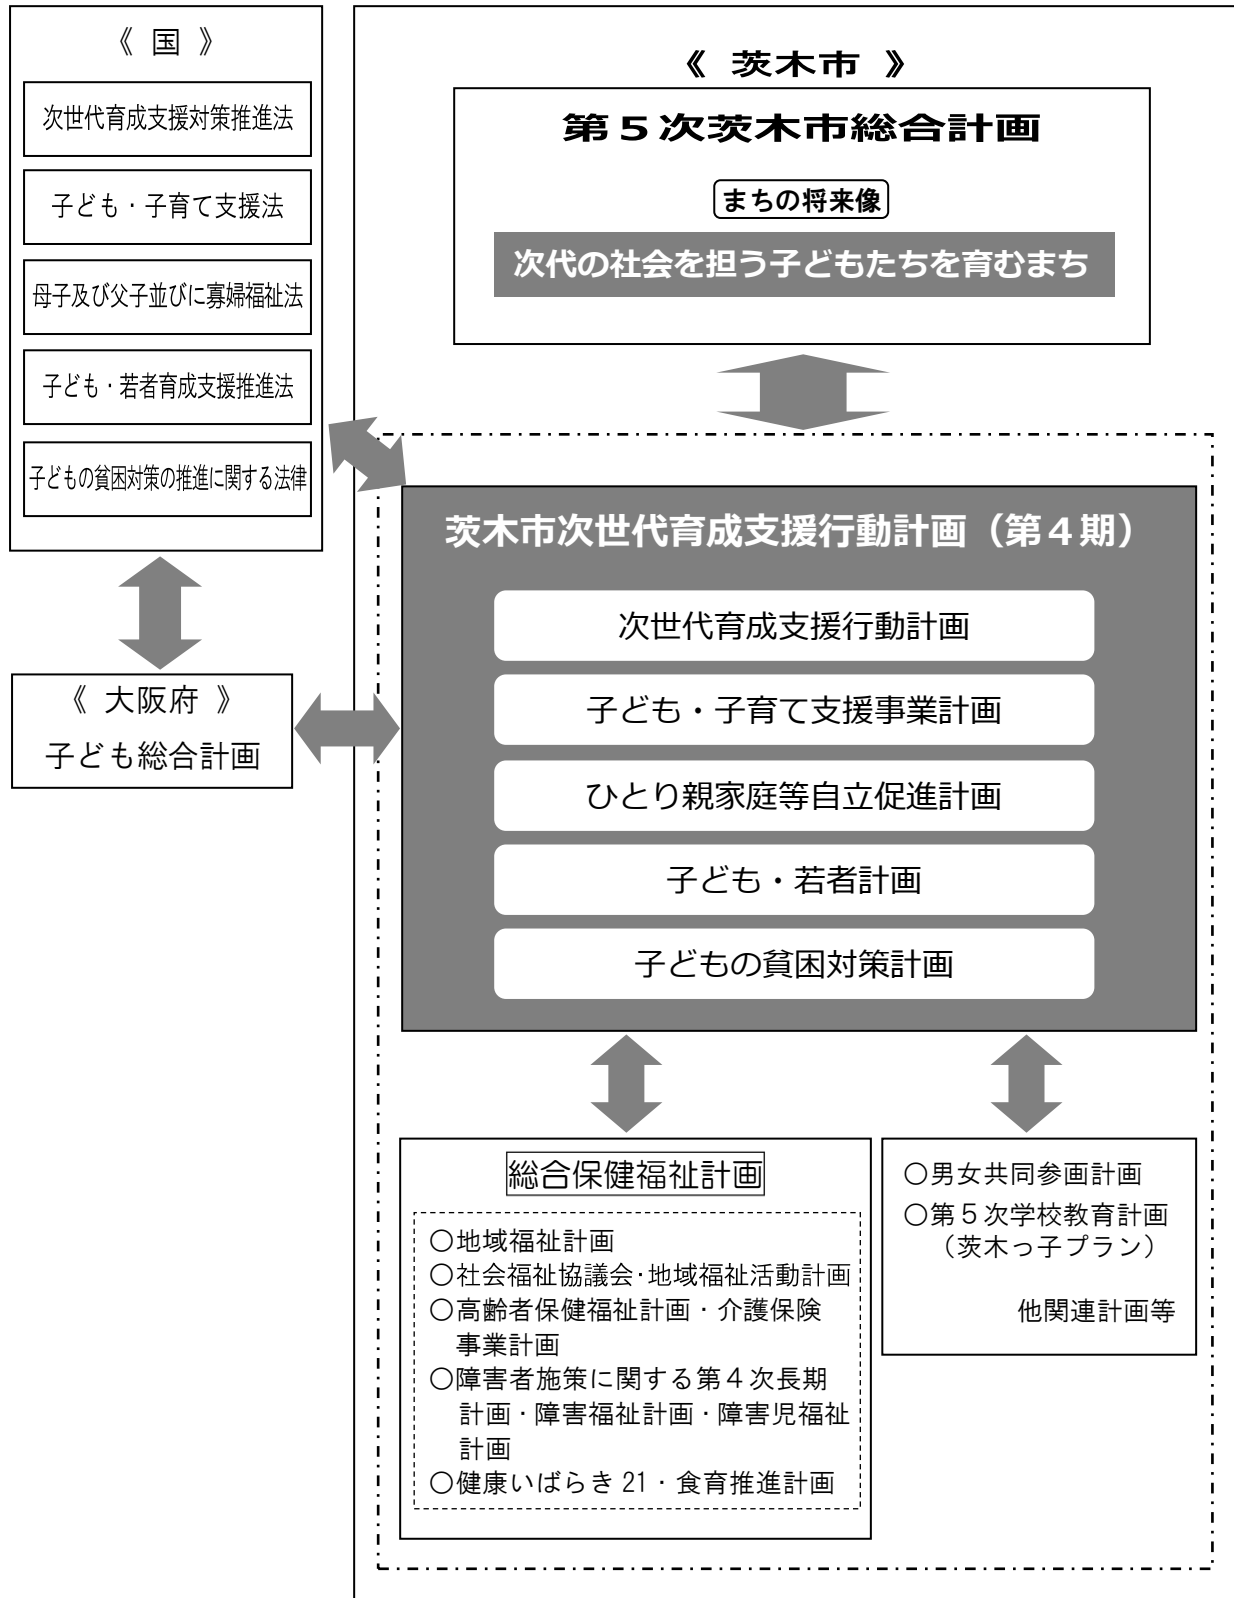 《 国 》
次世代育成支援対策推進法
子ども・子育て支援法
母子及び父子並びに寡婦福祉法
子ども・若者育成支援推進法
子どもの貧困対策の推進に関する法律
《 大阪府 》
子ども総合計画
《 茨木市 》
第5次茨木市総合計画
まちの将来像
次代の社会を担う子どもたちを育むまち
茨木市次世代育成支援行動計画（第４期）
次世代育成支援行動計画
子ども・子育て支援事業計画
ひとり親家庭等自立促進計画
子ども・若者計画
子どもの貧困対策計画
総合保健福祉計画
○地域福祉計画
○社会福祉協議会･地域福祉活動計画
○高齢者保健福祉計画・介護保険
事業計画
○障害者施策に関する第４次長期
計画・障害福祉計画・障害児福祉
計画
○健康いばらき 21・食育推進計画
○男女共同参画計画
○第５次学校教育計画
（茨木っ子プラン）
他関連計画等